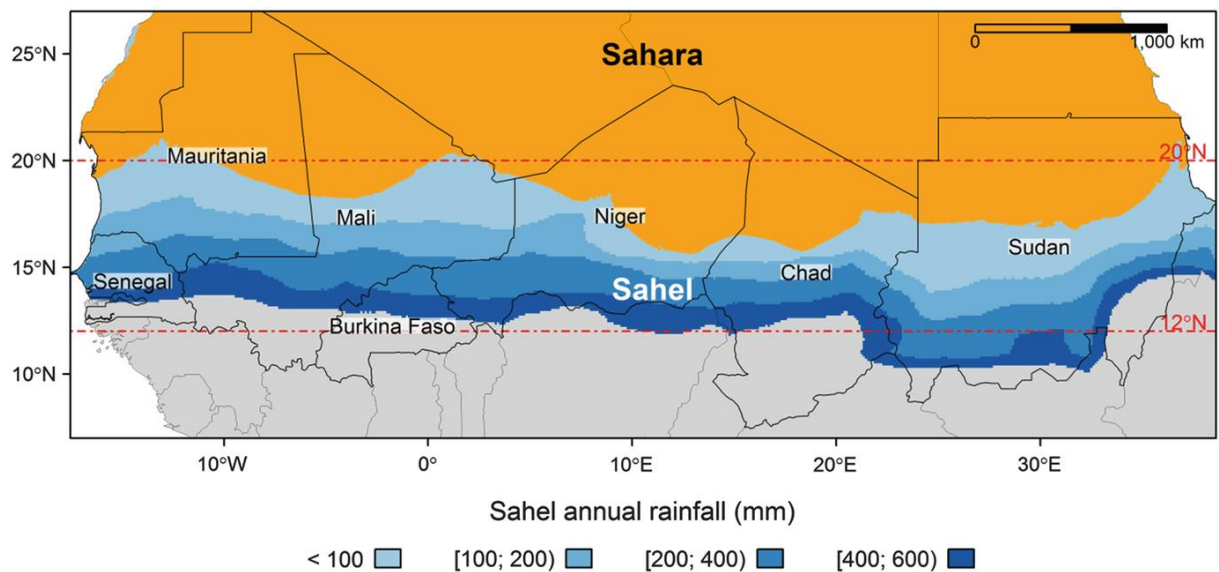 25°N
Sahara
0
1,000 km
20°N
Mauritania
20°N
Mali
Niger
Sudan
15°N
Senegal
Sahel
Chad
Burkina Faso
12°N
10°N
10°W
0°
10°E
20°E
30°E
Sahel annual rainfall (mm)
< 100
[100; 200)
[200; 400)
[400; 600)